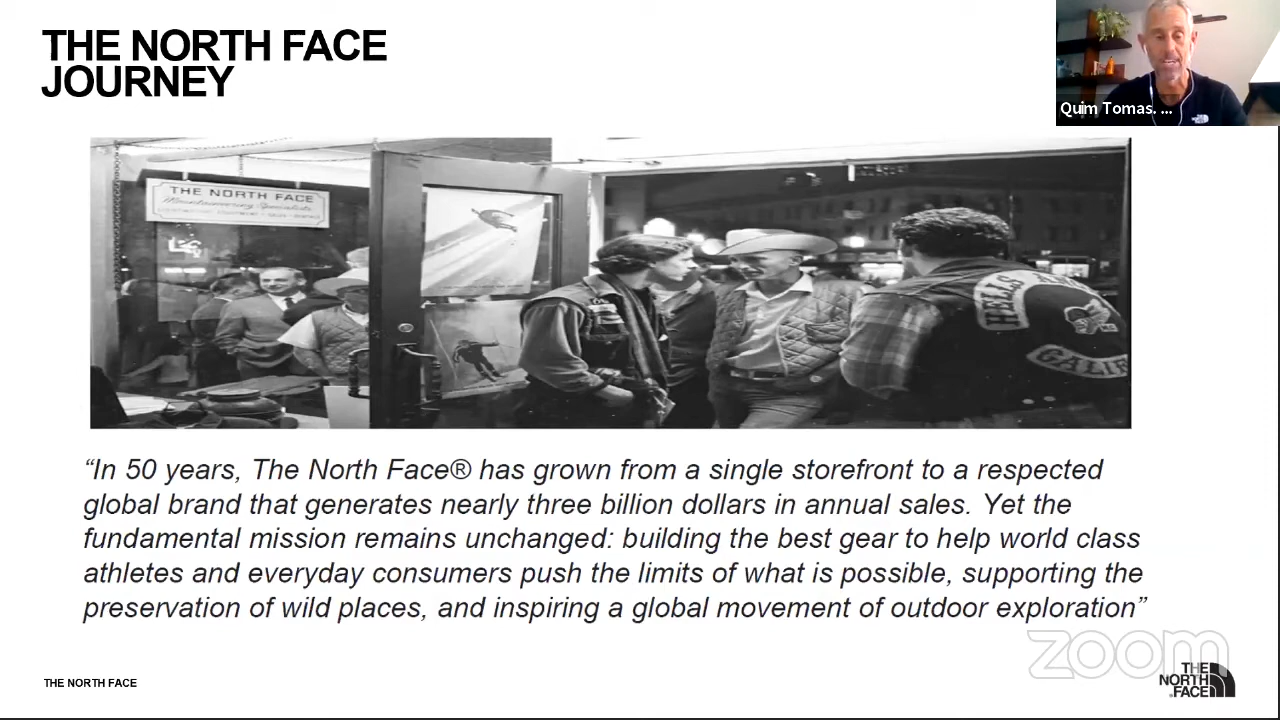 THE NORTH FACE
JOURNEY
Quim Tomas. ...
THE NORTH FACE
Mountaineering Specialists
HELLS
CALIF
“In 50 years, The North Face® has grown from a single storefront to a respected
global brand that generates nearly three billion dollars in annual sales. Yet the
fundamental mission remains unchanged: building the best gear to help world class
athletes and everyday consumers push the limits of what is possible, supporting the
preservation of wild places, and inspiring a global movement of outdoor exploration”
zoom
THE NORTH FACE
THE
NORTH
FACE